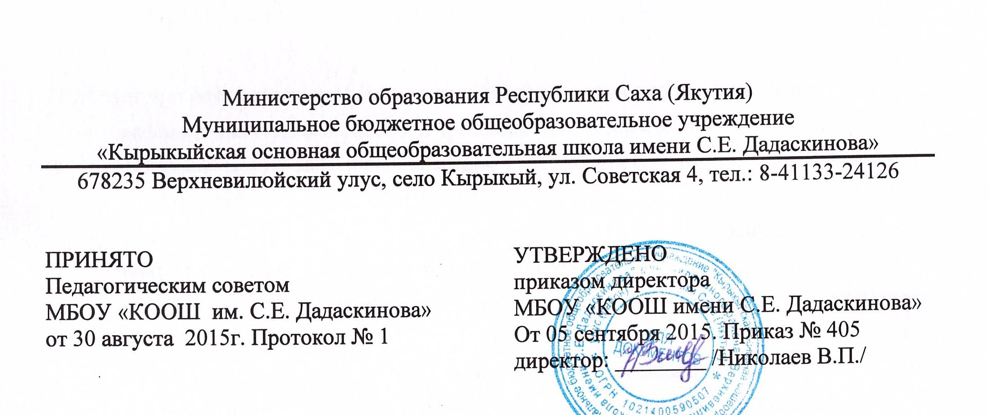 Министерство образования Республики Саха (Якутия)
Муниципальное бюджетное общеобразовательное учреждение
«Кырыкыйская основная общеобразовательная школа имени С.Е. Дадаскинова»
678235 Верхневилюйский улус, село Кырыкый, ул. Советская 4, тел.: 8-41133-24126
ПРИНЯТО
Педагогическим советом
МБОУ «КООШ им. С.Е. Дадаскинова»
от 30 августа 2015г. Протокол № 1
УТВЕРЖДЕНО
приказом директора
МБОУ «КООШ имени С.Е. Дадаскинова»
От 05 сентября 2015. Приказ № 405
директор: __________ /Николаев В.П./
ОГРН 1021400590507